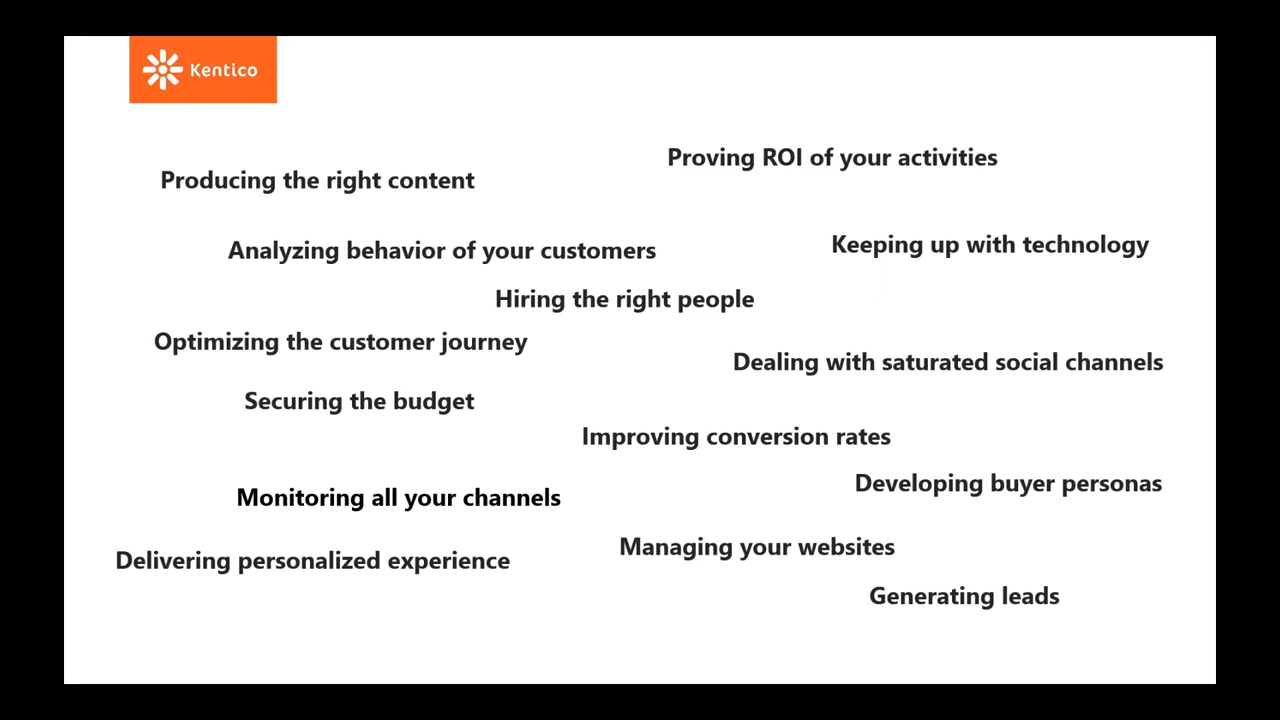 Kentico
Proving ROI of your activities
Producing the right content
Keeping up with technology
Analyzing behavior of your customers
Hiring the right people
Optimizing the customer journey
Dealing with saturated social channels
Securing the budget
Improving conversion rates
Developing buyer personas
Monitoring all your channels
Managing your websites
Delivering personalized experience
Generating leads